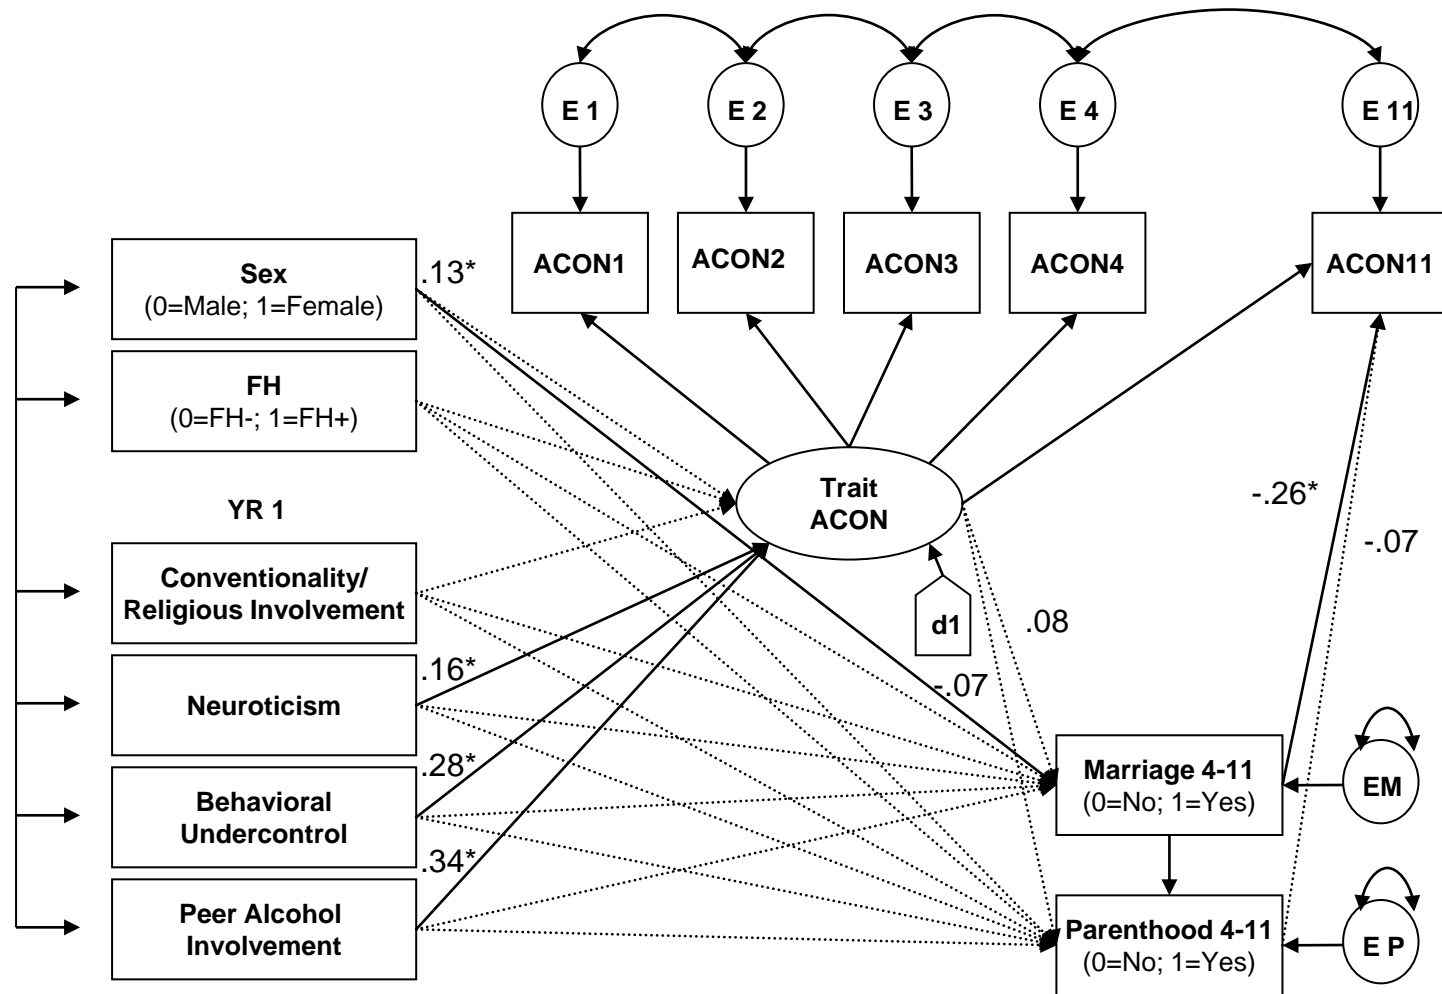 E 1
E 2
E 3
E 4
E 11
ACON1
ACON2
ACON3
ACON4
ACON11
Sex
(0=Male; 1=Female)
.13*
FH
(0=FH-; 1=FH+)
Trait
ACON
YR 1
-.26*
-.07
Conventionality/
Religious Involvement
d1
.08
-.07
Neuroticism
.16*
Behavioral
Undercontrol
.28*
Peer Alcohol
Involvement
.34*
Marriage 4-11
(0=No; 1=Yes)
EM
Parenthood 4-11
(0=No; 1=Yes)
E P